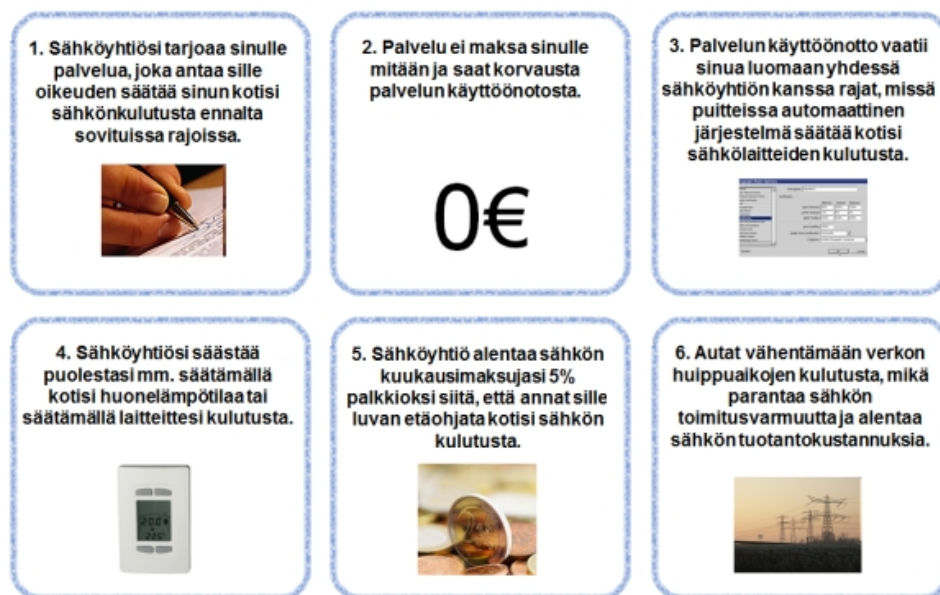 1. Sähköyhtiösi tarjoaa sinulle
palvelua, joka antaa sille
oikeuden säätää sinun kotisi
sähkönkulutusta ennalta
sovituissa rajoissa.
2. Palvelu ei maksa sinulle
mitään ja saat korvausta
palvelun käyttöönotosta.
0€
3. Palvelun käyttöönotto vaatii
sinua luomaan yhdessä
sähköyhtiön kanssa rajat, missä
puitteissa automaattinen
järjestelmä säätää kotisi
sähkölaitteiden kulutusta.
4. Sähköyhtiösi säästää
puolestasi mm. säätämällä
kotisi huonelämpötilaa tai
säätämällä laitteittesi kulutusta.
5. Sähköyhtiö alentaa sähkön
kuukausimaksujasi 5%
palkkioksi siitä, että annat sille
luvan etäohjata kotisi sähkön
kulutusta.
6. Autat vähentämään verkon
huippuaikojen kulutusta, mikä
parantaa sähkön
toimitusvarmuutta ja alentaa
sähkön tuotantokustannuksia.